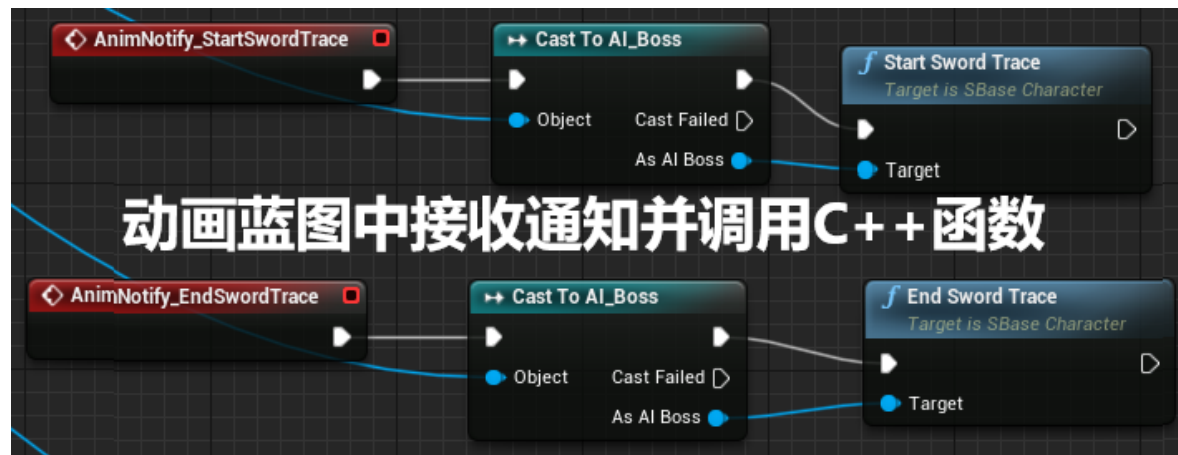 AnimNotify_StartSwordTrace
Cast To AI_Boss
Object
Cast Failed
As AI Boss
f Start Sword Trace
Target is SBase Character
Target
动画蓝图中接收通知并调用C++函数
AnimNotify_EndSwordTrace
Cast To AI_Boss
Object
Cast Failed
As AI Boss
f End Sword Trace
Target is SBase Character
Target